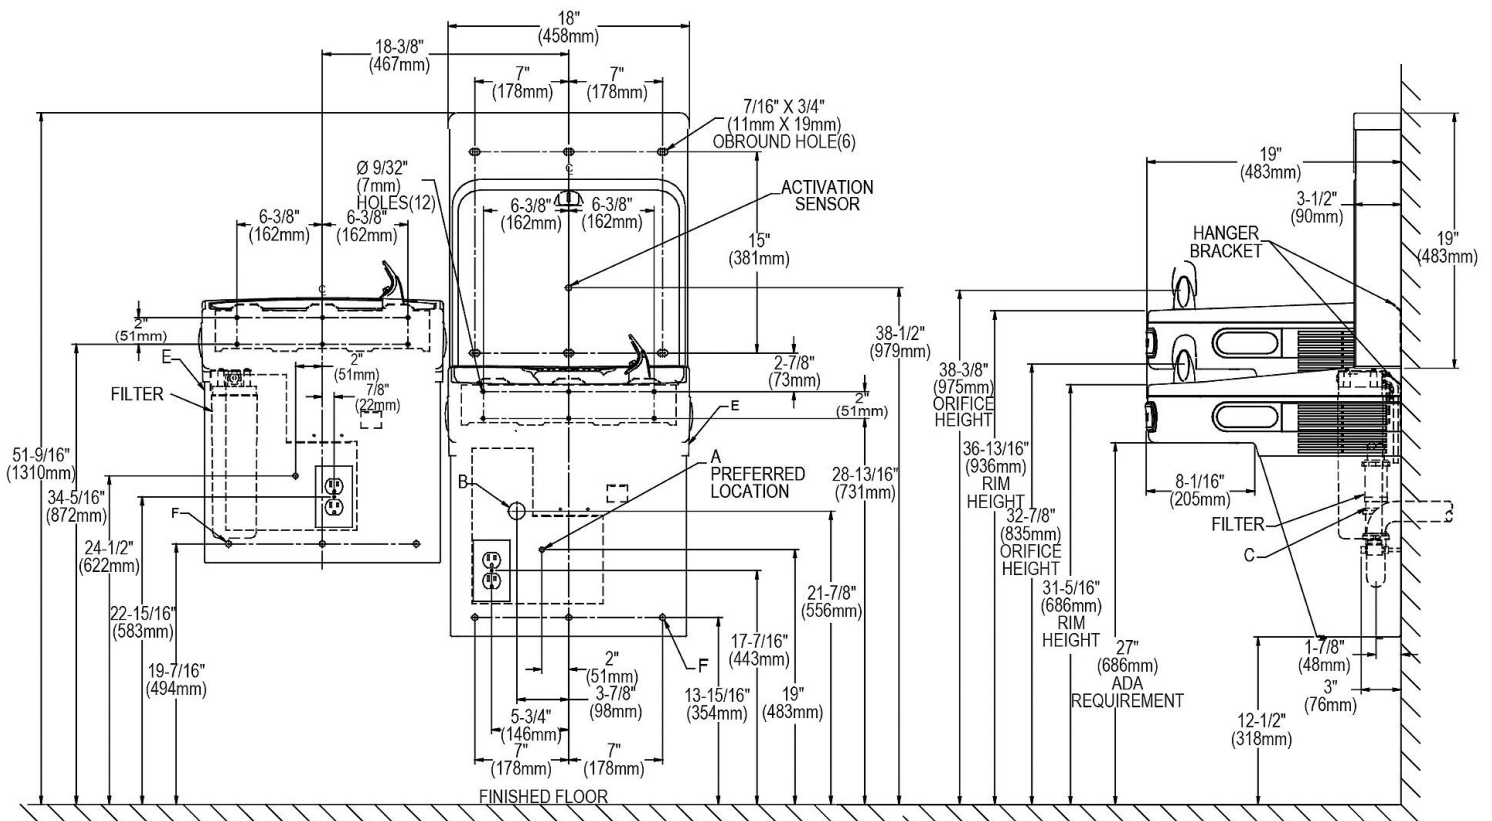 18"
(458mm)
18-3/8"
(467mm)
7"
(178mm)
7"
(178mm)
7/16" X 3/4"
(11mm X 19mm)
OBROUND HOLE(6)
Ø 9/32"
(7mm)
HOLES(12)
ACTIVATION
SENSOR
6-3/8"
(162mm)
6-3/8"
(162mm)
6-3/8"
(162mm)
6-3/8"
(162mm)
15"
(381mm)
19"
(483mm)
3-1/2"
(90mm)
HANGER
BRACKET
19"
(483mm)
2"
(51mm)
E
FILTER
2"
(51mm)
7/8"
(22mm)
38-1/2"
(979mm)
2-7/8"
(73mm)
2"
(51mm)
E
38-3/8"
(975mm)
ORIFICE
HEIGHT
51-9/16"
(1310mm)
34-5/16"
(872mm)
F
24-1/2"
(622mm)
22-15/16"
(583mm)
19-7/16"
(494mm)
B
A
PREFERRED
LOCATION
28-13/16"
(731mm)
36-13/16"
(936mm)
RIM
HEIGHT
32-7/8"
(835mm)
ORIFICE
HEIGHT
8-1/16"
(205mm)
FILTER
C
31-5/16"
(686mm)
RIM
HEIGHT
21-7/8"
(556mm)
17-7/16"
(443mm)
F
2"
(51mm)
3-7/8"
(98mm)
5-3/4"
(146mm)
7"
(178mm)
7"
(178mm)
13-15/16"
(354mm)
19"
(483mm)
27"
(686mm)
ADA
REQUIREMENT
1-7/8"
(48mm)
3"
(76mm)
12-1/2"
(318mm)
FINISHED FLOOR